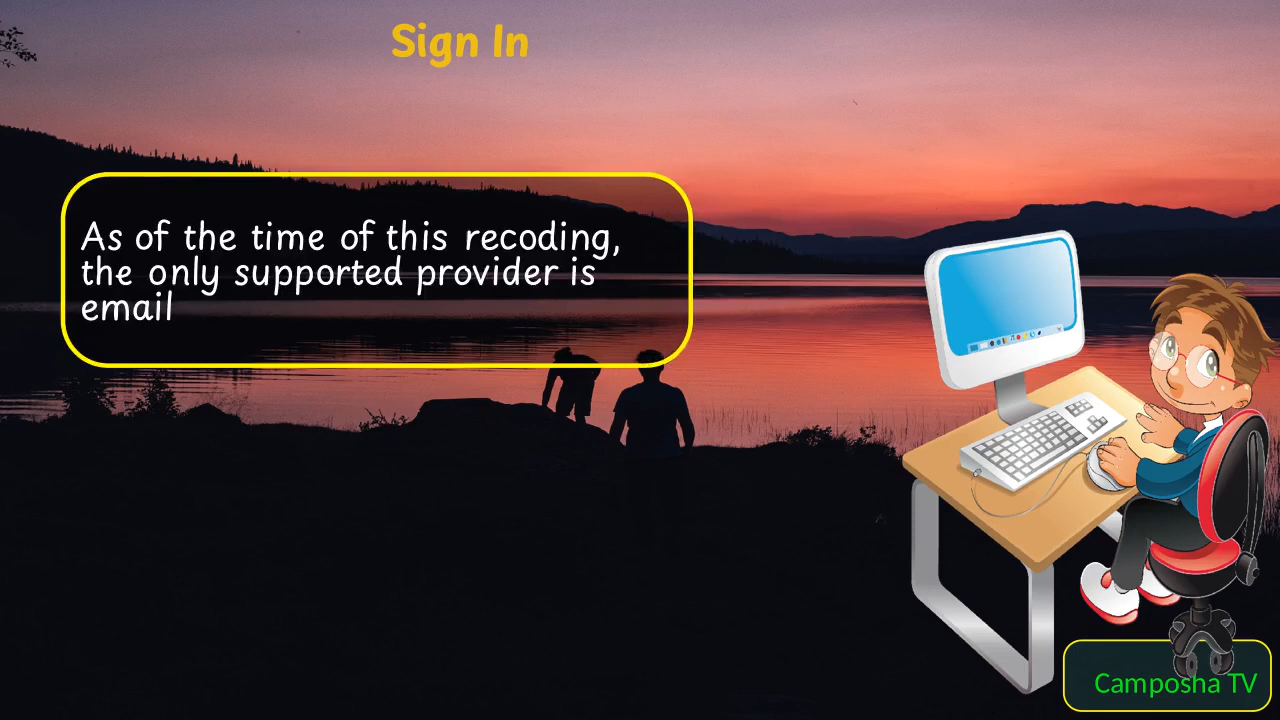 Sign In
As of the time of this recoding,
the only supported provider is
email
Camposha TV